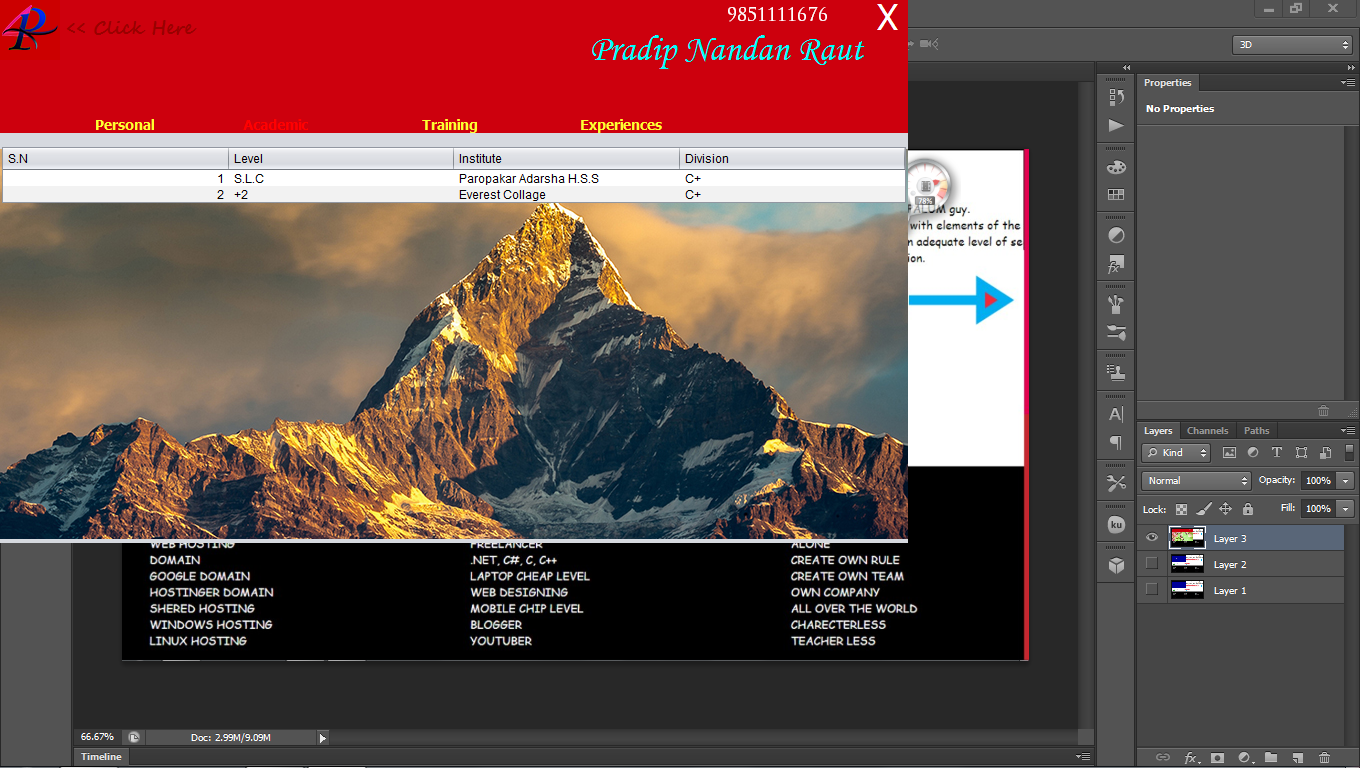 << Click Here
9851111676
X
Pradip Nandan Raut
Personal Academic Training Experiences
S.N Level Institute Division
1 S.L.C Paropakar Adarsha H.S.S C+
2 +2 Everest Collage C+
78%
guy.
with elements of the
adequate level of se
ion.
WEB HOSTING FREELANCER ALONE
DOMAIN .NET, C#, C, C++ CREATE OWN RULE
GOOGLE DOMAIN LAPTOP CHEAP LEVEL CREATE OWN TEAM
HOSTINGER DOMAIN WEB DESIGNING OWN COMPANY
SHERED HOSTING MOBILE CHIP LEVEL ALL OVER THE WORLD
WINDOWS HOSTING BLOGGER CHARECTERLESS
LINUX HOSTING YOUTUBER TEACHER LESS
66.67% Doc: 2.99M/9.09M
Timeline
3D
Properties
No Properties
Layers Channels Paths
Kind
Normal Opacity: 100%
Lock: Fill: 100%
Layer 3
Layer 2
Layer 1